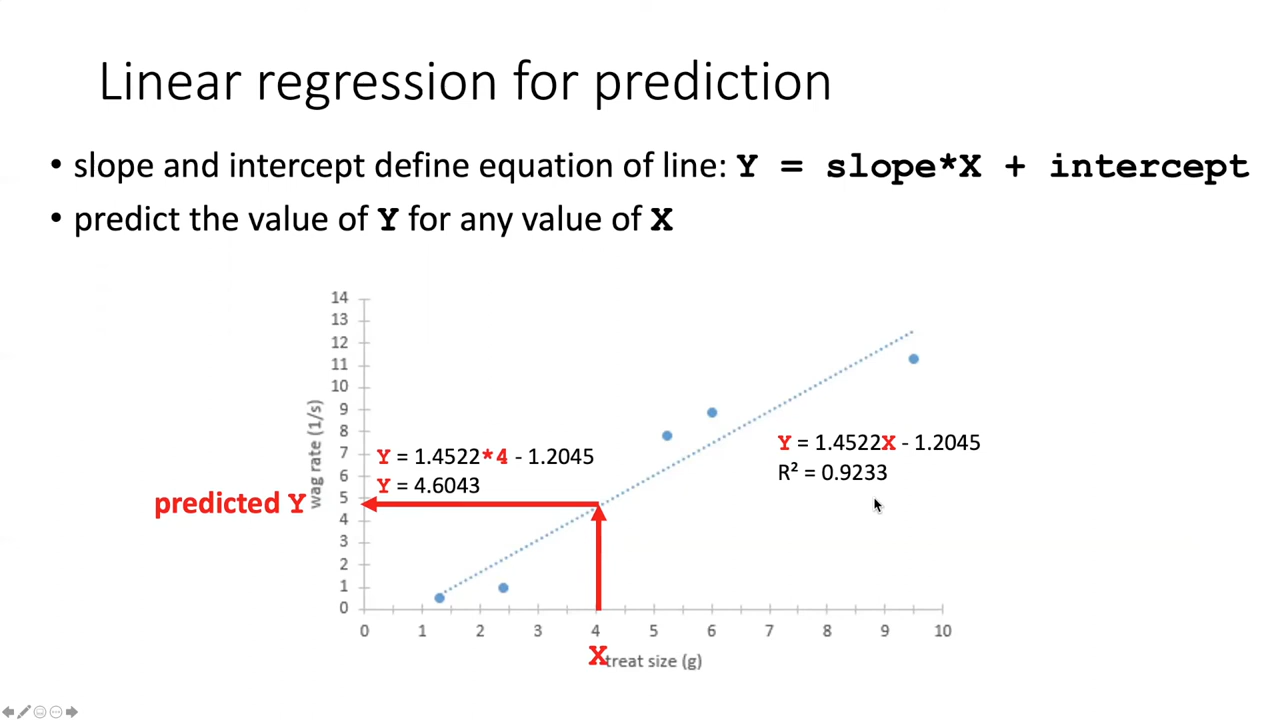 Linear regression for prediction
• slope and intercept define equation of line: Y = slope*X + intercept
• predict the value of Y for any value of X
14
13
12
11
10
9
8
7
6
5
4
3
2
1
0
wag rate (1/s)
Y = 1.4522*4 - 1.2045
Y = 4.6043
predicted Y
Y = 1.4522X - 1.2045
R² = 0.9233
0 1 2 3 4 5 6 7 8 9 10
X
treat size (g)